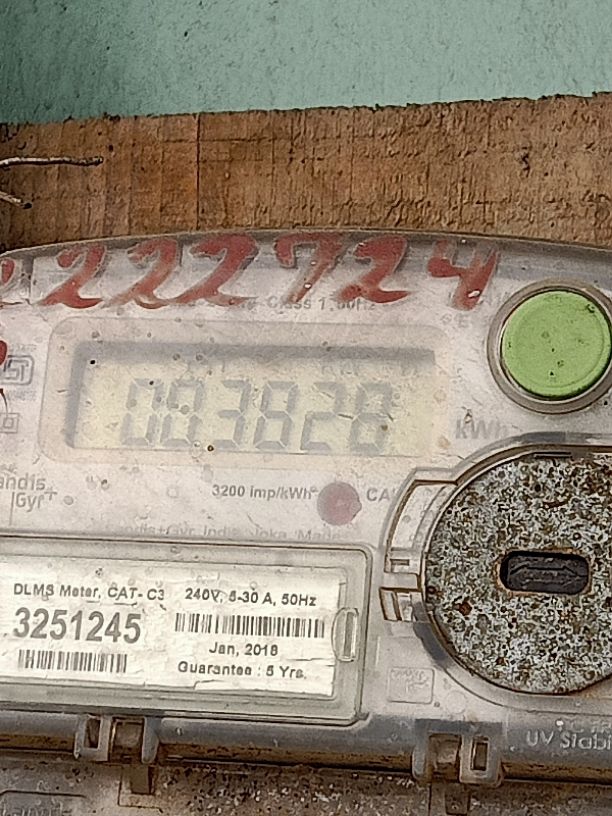 222724
Class 1
083828
kWh
3200 imp/kWh
DLMS Meter, CAT- C3 240V, 5-30 A, 50Hz
3251245
Jan, 2018
Guarantee : 5 Yrs.
UV Stabi